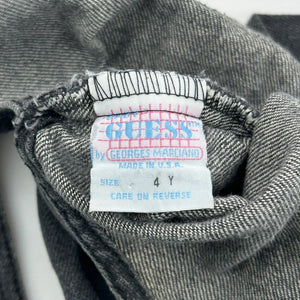 GUESS
by GEORGES MARCIANO
MADE IN U.S.A.
SIZE 4 Y
CARE ON REVERSE